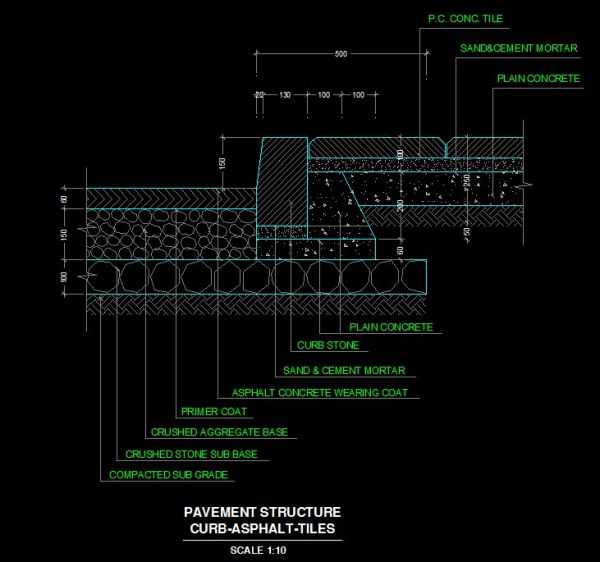 P.C. CONC. TILE
500
SAND&CEMENT MORTAR
PLAIN CONCRETE
20 130 100 100
150
100
250
60
200
150
50
60
100
PLAIN CONCRETE
CURB STONE
SAND & CEMENT MORTAR
ASPHALT CONCRETE WEARING COAT
PRIMER COAT
CRUSHED AGGREGATE BASE
CRUSHED STONE SUB BASE
COMPACTED SUB GRADE
PAVEMENT STRUCTURE
CURB-ASPHALT-TILES
SCALE 1:10